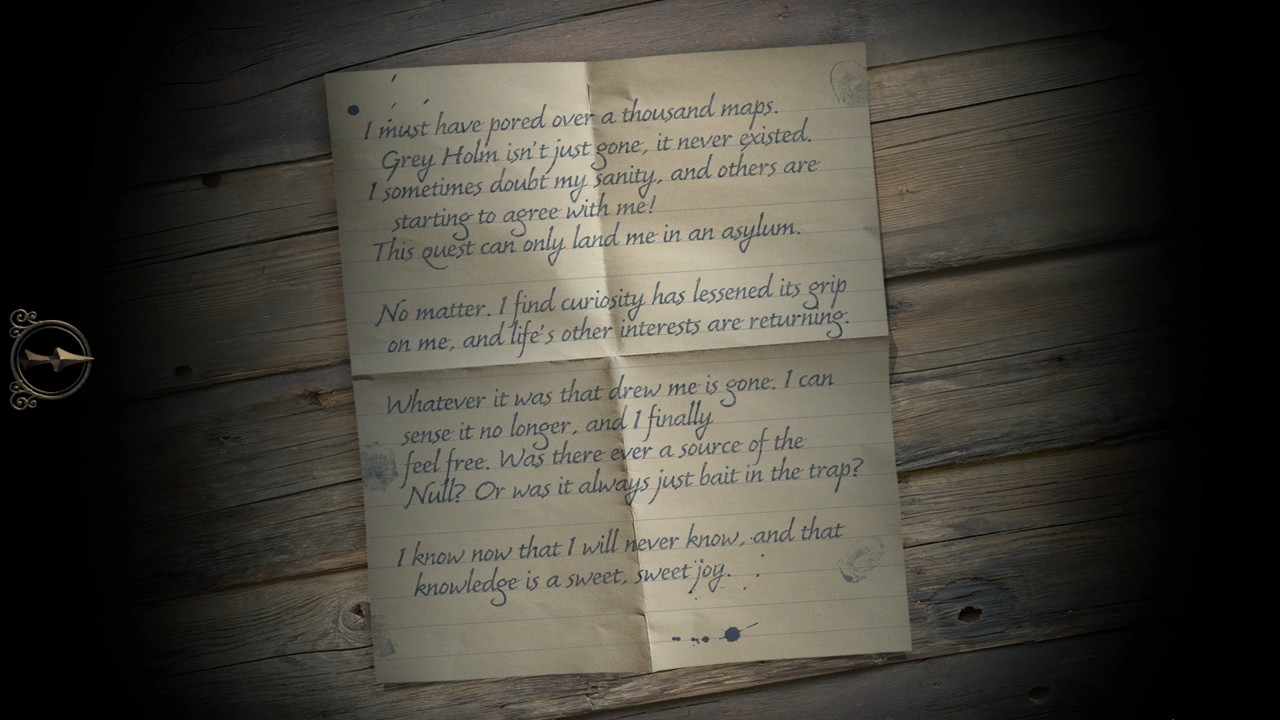 I must have pored over a thousand maps.
Grey Holm isn't just gone, it never existed.
I sometimes doubt my sanity, and others are
starting to agree with me!
This quest can only land me in an asylum.
No matter. I find curiosity has lessened its grip
on me, and life's other interests are returning.
Whatever it was that drew me is gone. I can
sense it no longer, and I finally
feel free. Was there ever a source of the
Null? Or was it always just bait in the trap?
I know now that I will never know, and that
knowledge is a sweet, sweet joy.